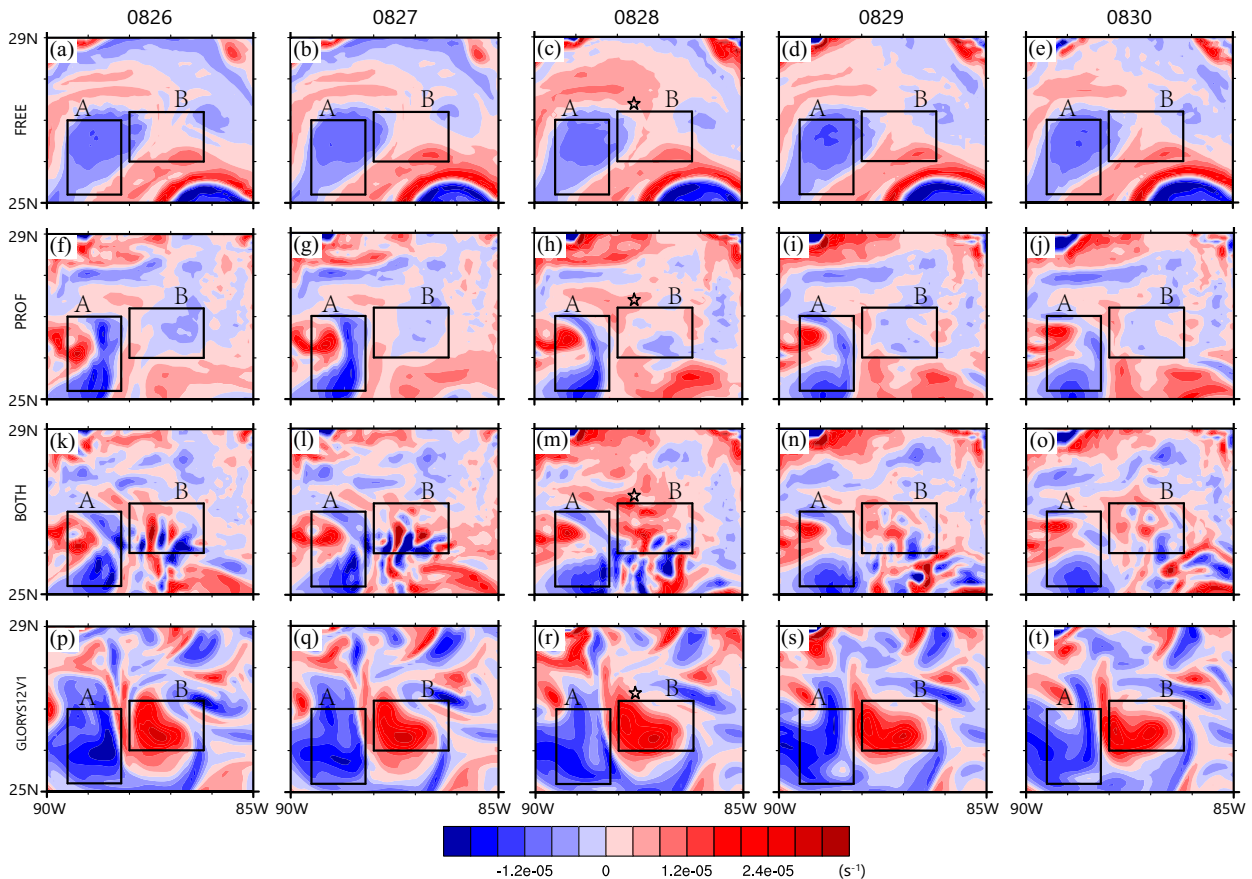 0826 0827 0828 0829 0830
29N (a) (b) (c) (d) (e)
A B A B A B A B A B
FREE
25N
29N (f) (g) (h) (i) (j)
A B A B A B A B A B
PROF
25N
29N (k) (l) (m) (n) (o)
A B A B A B A B A B
BOTH
25N
29N (p) (q) (r) (s) (t)
A B A B A B A B A B
GLORYS12V1
25N
90W 85W 90W 85W 90W 85W 90W 85W 90W 85W
-1.2e-05 0 1.2e-05 2.4e-05 (s⁻¹)